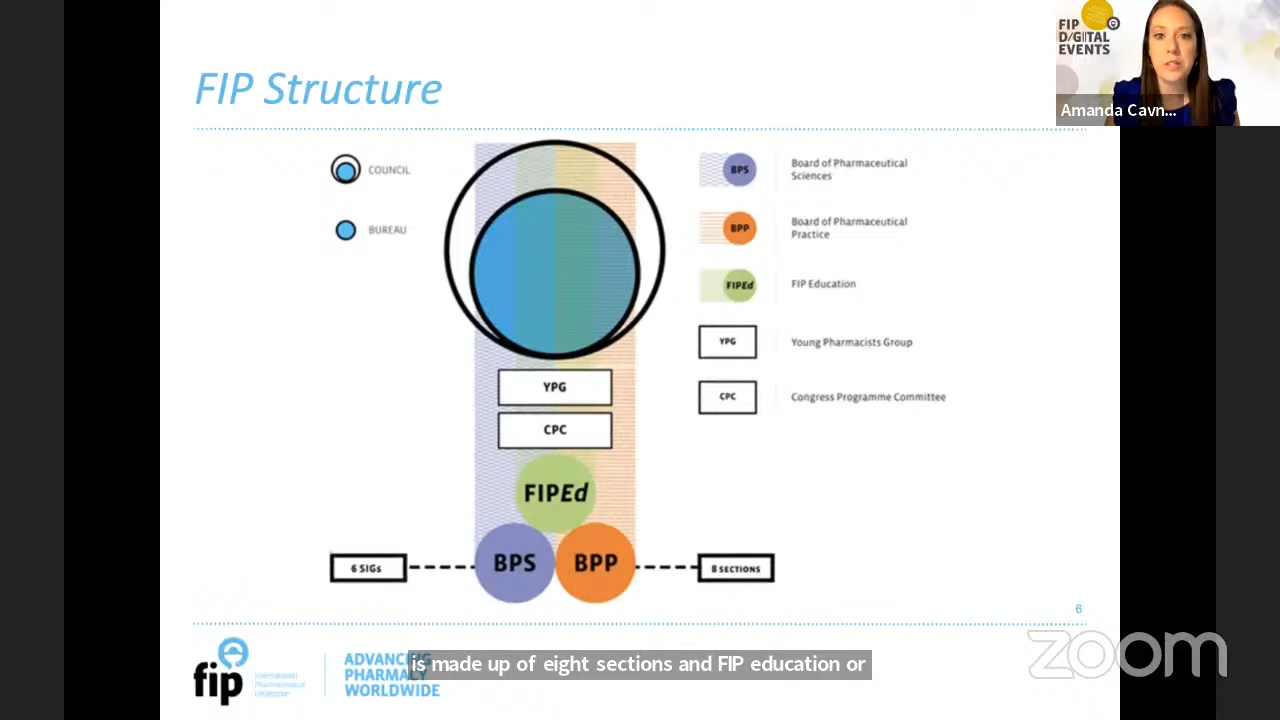 FIP Structure
FIP
D/GITAL
EVENTS
Amanda Cavn...
COUNCIL
BUREAU
BPS
Board of Pharmaceutical
Sciences
BPP
Board of Pharmaceutical
Practice
FIPEd
FIP Education
YPG
Young Pharmacists Group
CPC
Congress Programme Committee
YPG
CPC
FIPEd
BPS
BPP
6 SIGs
8 SECTIONS
6
fip
International
Pharmaceutical
Federation
ADVANCING
PHARMACY
WORLDWIDE
is made up of eight sections and FIP education or
zoom